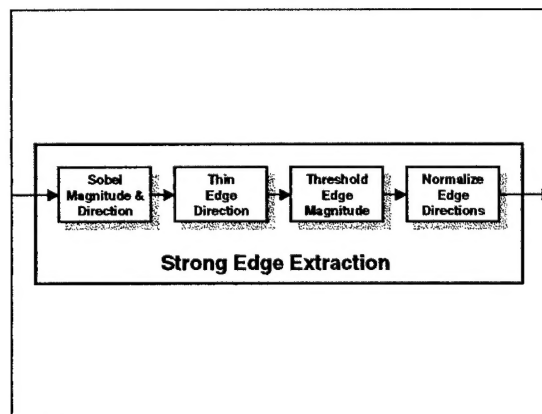 Sobel
Magnitude &
Direction
Thin
Edge
Direction
Threshold
Edge
Magnitude
Normalize
Edge
Directions
Strong Edge Extraction